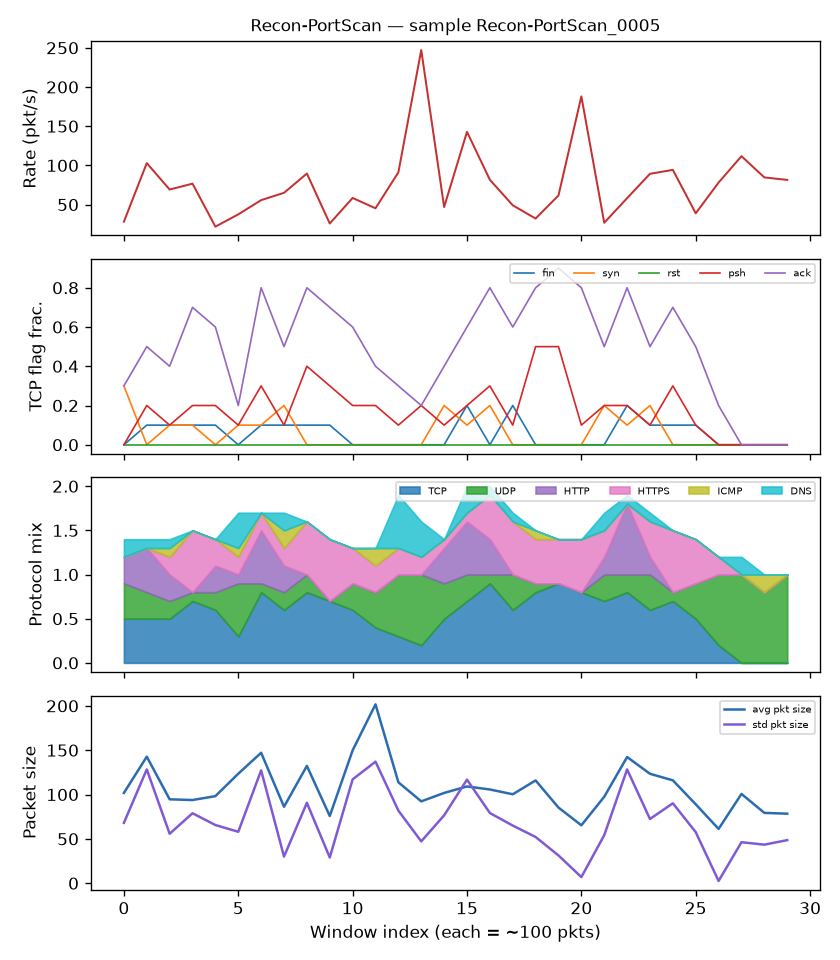 Recon-PortScan — sample Recon-PortScan_0005
250
200
150
100
50
Rate (pkt/s)
fin syn rst psh ack
0.8
0.6
0.4
0.2
0.0
TCP flag frac.
TCP UDP HTTP HTTPS ICMP DNS
2.0
1.5
1.0
0.5
0.0
Protocol mix
avg pkt size
std pkt size
200
150
100
50
0
Packet size
0 5 10 15 20 25 30
Window index (each = ~100 pkts)